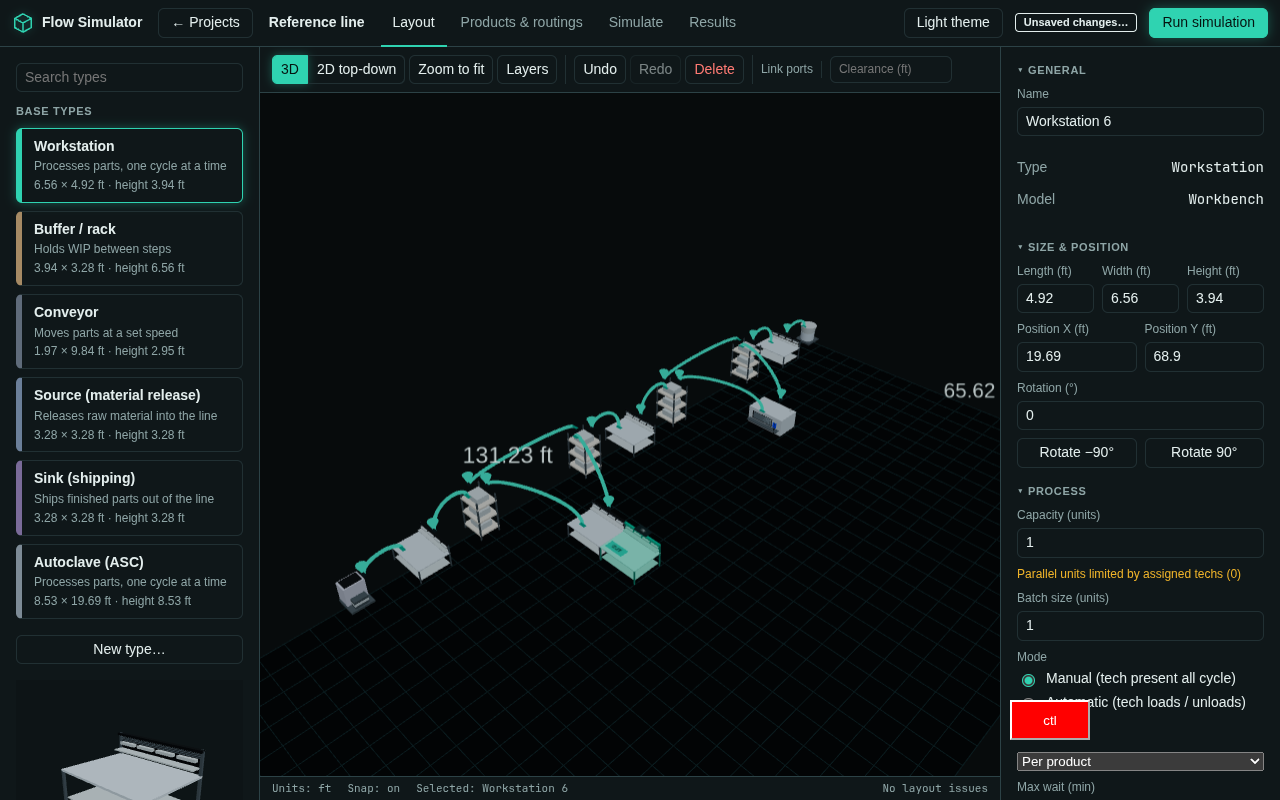 Flow Simulator
← Projects
Reference line
Layout
Products & routings
Simulate
Results
Light theme
Unsaved changes…
Run simulation
Search types
BASE TYPES
Workstation
Processes parts, one cycle at a time
6.56 × 4.92 ft · height 3.94 ft
Buffer / rack
Holds WIP between steps
3.94 × 3.28 ft · height 6.56 ft
Conveyor
Moves parts at a set speed
1.97 × 9.84 ft · height 2.95 ft
Source (material release)
Releases raw material into the line
3.28 × 3.28 ft · height 3.28 ft
Sink (shipping)
Ships finished parts out of the line
3.28 × 3.28 ft · height 3.28 ft
Autoclave (ASC)
Processes parts, one cycle at a time
8.53 × 19.69 ft · height 8.53 ft
New type…
3D
2D top-down
Zoom to fit
Layers
Undo
Redo
Delete
Link ports
Clearance (ft)
131.23 ft
65.62
Units: ft
Snap: on
Selected: Workstation 6
No layout issues
GENERAL
Name
Workstation 6
Type
Workstation
Model
Workbench
SIZE & POSITION
Length (ft)
Width (ft)
Height (ft)
4.92
6.56
3.94
Position X (ft)
Position Y (ft)
19.69
68.9
Rotation (°)
0
Rotate −90°
Rotate 90°
PROCESS
Capacity (units)
1
Parallel units limited by assigned techs (0)
Batch size (units)
1
Mode
Manual (tech present all cycle)
Automatic (tech loads / unloads)
ctl
Per product
Max wait (min)